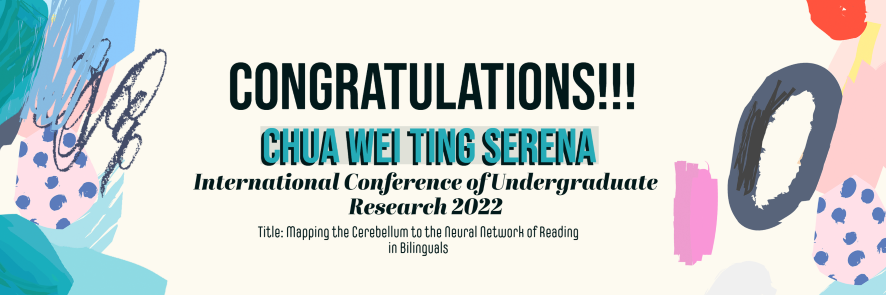 CONGRATULATIONS!!!
CHUA WEI TING SERENA
International Conference of Undergraduate
Research 2022
Title: Mapping the Cerebellum to the Neural Network of Reading
in Bilinguals